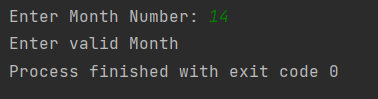 Enter Month Number: 14
Enter valid Month
Process finished with exit code 0